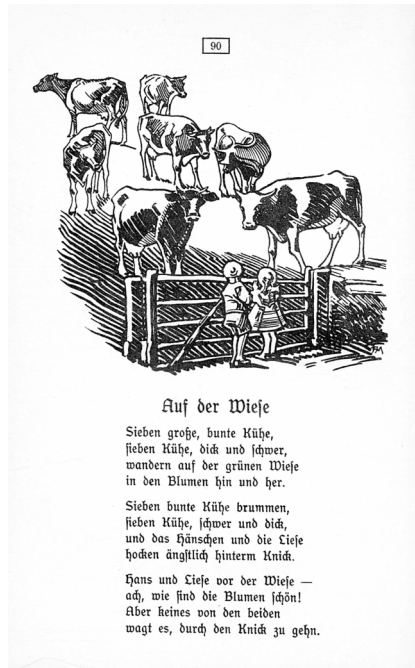 90
Auf der Wiese
Sieben große, bunte Kühe,
sieben Kühe, dick und schwer,
wandern auf der grünen Wiese
in den Blumen hin und her.
Sieben bunte Kühe brummen,
sieben Kühe, schwer und dick,
und das Hänschen und die Liese
hocken ängstlich hinterm Knick.
Hans und Liese vor der Wiese —
ach, wie sind die Blumen schön!
Aber keines von den beiden
wagt es, durch den Knick zu gehn.